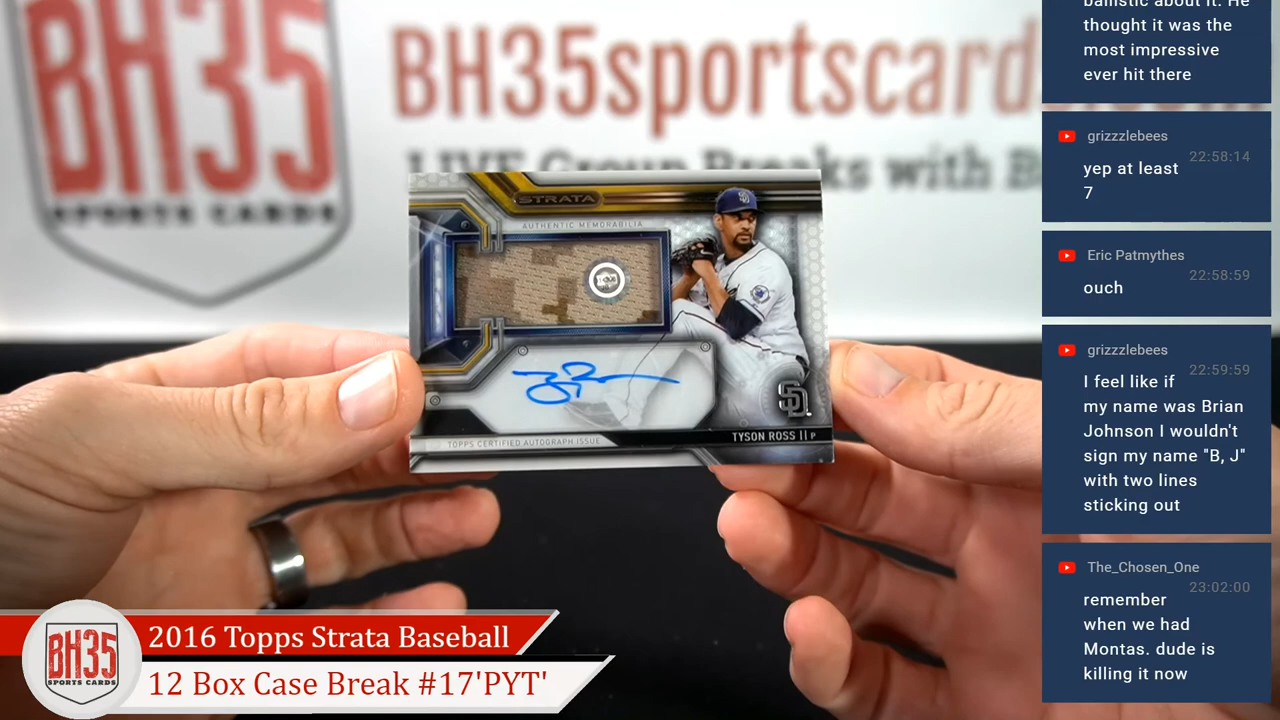 BH35
SPORTS CARDS
BH35sportscard
LIVE Group Breaks with B
STRATA
AUTHENTIC MEMORABILIA
SD
TOPPS CERTIFIED AUTOGRAPH ISSUE
TYSON ROSS || P
BH35
SPORTS CARDS
2016 Topps Strata Baseball
12 Box Case Break #17'PYT'
ballistic about it. He
thought it was the
most impressive
ever hit there
grizzzlebees
22:58:14
yep at least
7
Eric Patmythes
22:58:59
ouch
grizzzlebees
22:59:59
I feel like if
my name was Brian
Johnson I wouldn't
sign my name "B, J"
with two lines
sticking out
The_Chosen_One
23:02:00
remember
when we had
Montas. dude is
killing it now